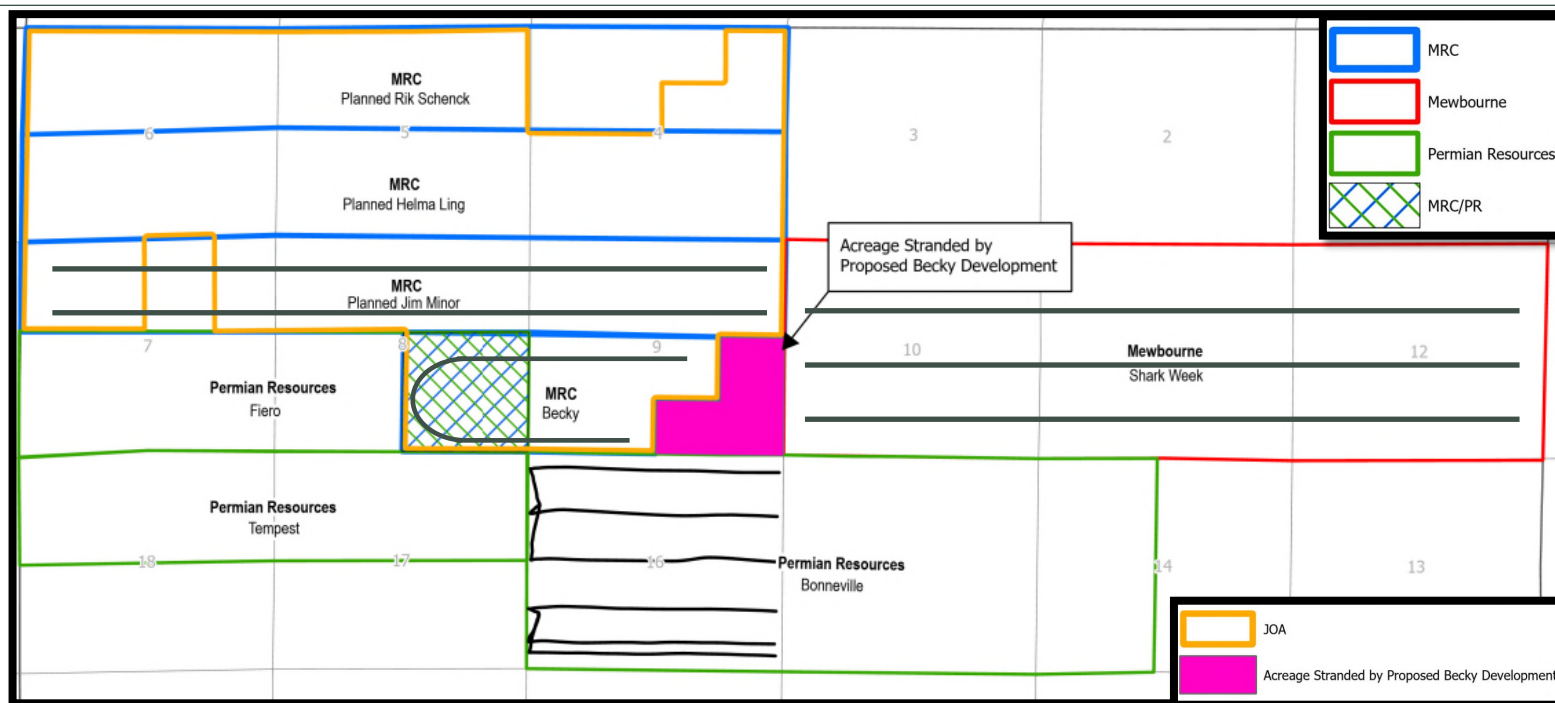 MRC
Planned Rik Schenck
6
5
4
3
2
MRC
Planned Helma Ling
MRC
Planned Jim Minor
Acreage Stranded by
Proposed Becky Development
MRC
Mewbourne
Permian Resources
MRC/PR
7
8
9
10
12
Permian Resources
Fiero
MRC
Becky
Mewbourne
Shark Week
Permian Resources
Tempest
18
17
16
14
13
Permian Resources
Bonneville
JOA
Acreage Stranded by Proposed Becky Development